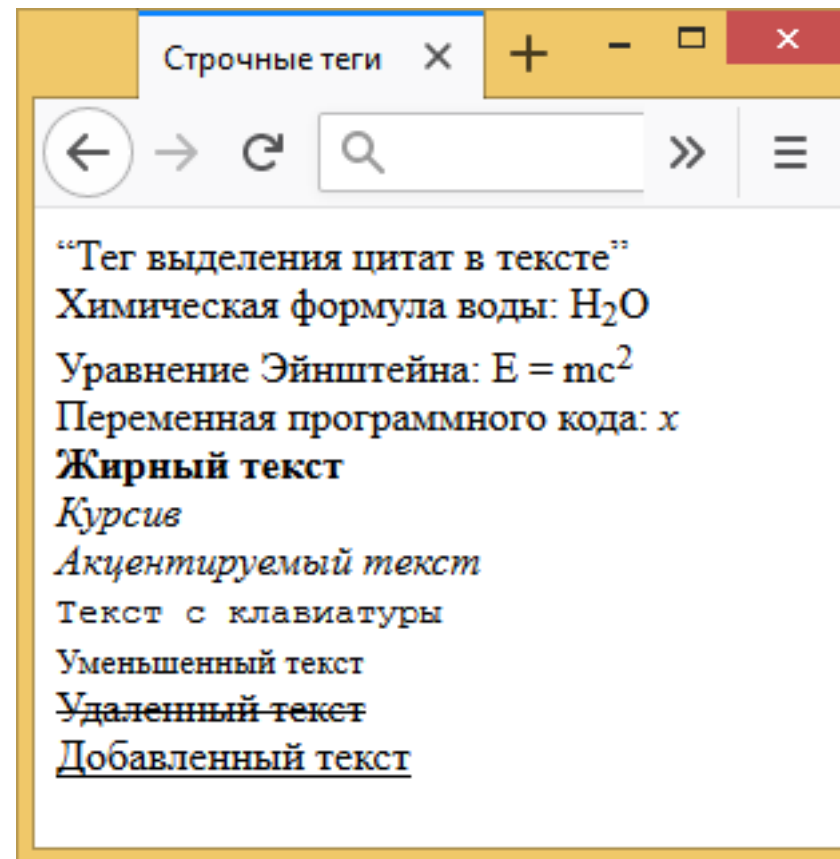 Строчные теги
“Тег выделения цитат в тексте”
Химическая формула воды: H₂O
Уравнение Эйнштейна: E = mc²
Переменная программного кода: x
Жирный текст
Курсив
Акцентируемый текст
Текст с клавиатуры
Уменьшенный текст
Удаленный текст
Добавленный текст